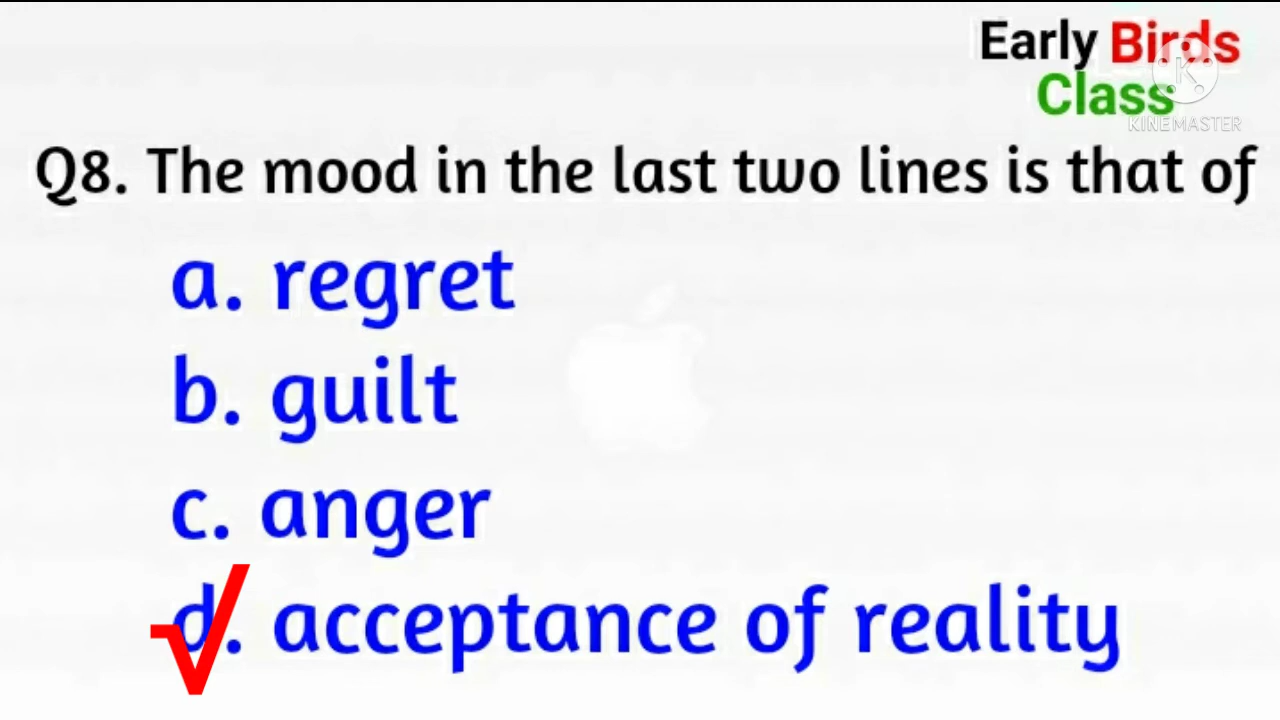 Early Birds
Class
KINEMASTER
Q8. The mood in the last two lines is that of
a. regret
b. guilt
c. anger
d. acceptance of reality